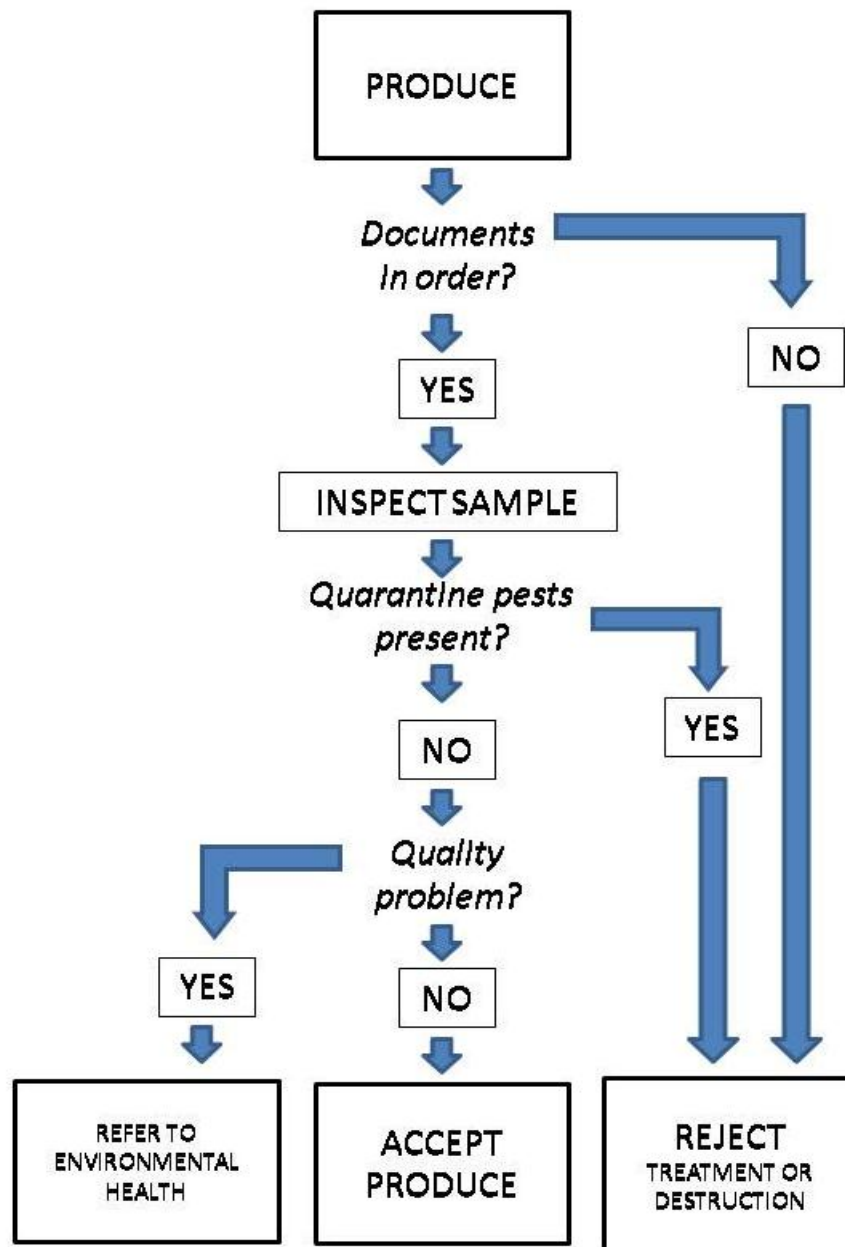 PRODUCE
Documents
in order?
NO
YES
INSPECT SAMPLE
Quarantine pests
present?
YES
NO
Quality
problem?
YES
NO
REFER TO
ENVIRONMENTAL
HEALTH
ACCEPT
PRODUCE
REJECT
TREATMENT OR
DESTRUCTION